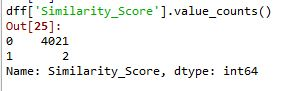 dff['Similarity_Score'].value_counts()
Out[25]:
0    4021
1       2
Name: Similarity_Score, dtype: int64